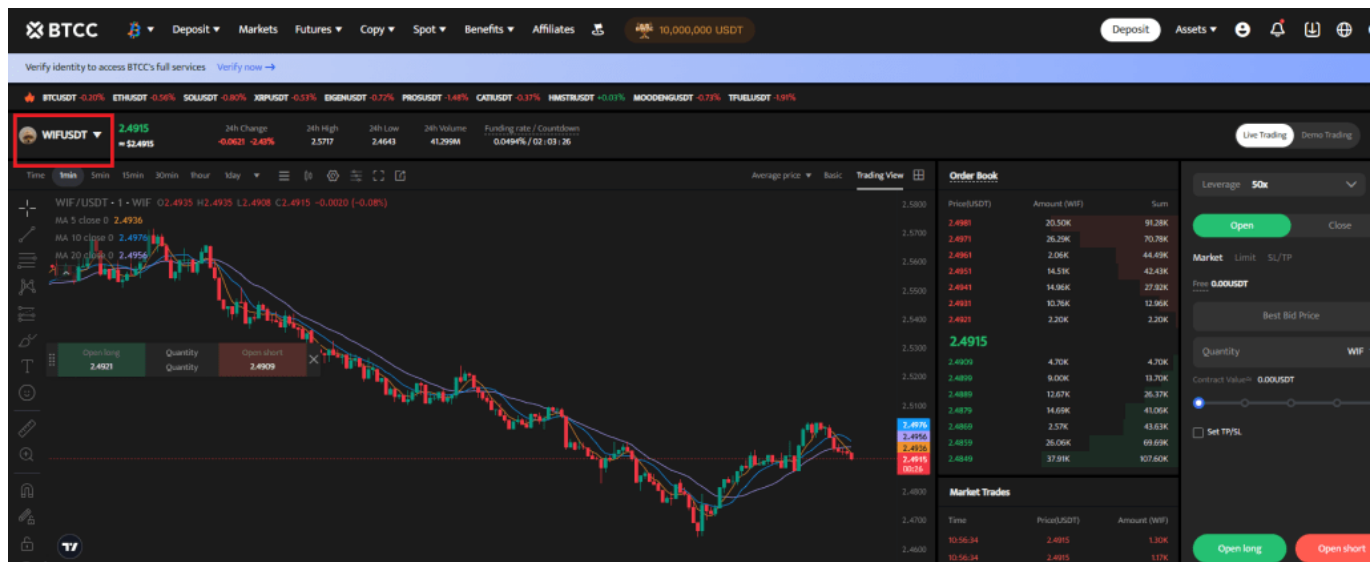 BTCC Deposit Markets Futures Copy Spot Benefits Affiliates 10,000,000 USDT Deposit Assets
Verify identity to access BTCC's full services Verify now →
BTCUSDT -0.20% ETHUSDT -0.56% SOLUSDT -0.80% XRPUSDT -0.53% EIGENUSDT -0.72% PROSUSDT -1.48% CATIUSDT -0.37% HMSTRUSDT +0.03% MOODENGUSDT -0.73% TFUELUSDT -1.91%
WIFUSDT
2.4915
≈ $2.4915
24h Change
-0.0621 -2.43%
24h High
2.5717
24h Low
2.4643
24h Volume
41.299M
Funding rate / Countdown
0.0494% / 02 : 03 : 26
Live Trading Demo Trading
Time 1min 5min 15min 30min 1hour 1day Average price Basic Trading View
WIF/USDT • 1 • WIF O2.4935 H2.4935 L2.4908 C2.4915 -0.0020 (-0.08%)
MA 5 close 0 2.4936
MA 10 close 0 2.4976
MA 20 close 0 2.4956
Open long
2.4921
Quantity
Quantity
Open short
2.4909
2.5800
2.5700
2.5600
2.5500
2.5400
2.5300
2.5200
2.5100
2.4976
2.4956
2.4936
2.4915
00:26
2.4800
2.4700
2.4600
Order Book
Price(USDT) Amount (WIF) Sum
2.4981 20.50K 91.28K
2.4971 26.29K 70.78K
2.4961 2.06K 44.49K
2.4951 14.51K 42.43K
2.4941 14.96K 27.92K
2.4931 10.76K 12.96K
2.4921 2.20K 2.20K
2.4915
2.4909 4.70K 4.70K
2.4899 9.00K 13.70K
2.4889 12.67K 26.37K
2.4879 14.69K 41.06K
2.4869 2.57K 43.63K
2.4859 26.06K 69.69K
2.4849 37.91K 107.60K
Market Trades
Time Price(USDT) Amount (WIF)
10:56:34 2.4915 1.30K
10:56:34 2.4915 1.17K
Leverage 50x
Open Close
Market Limit SL/TP
Free 0.00USDT
Best Bid Price
Quantity WIF
Contract Value≈ 0.00USDT
Set TP/SL
Open long Open short